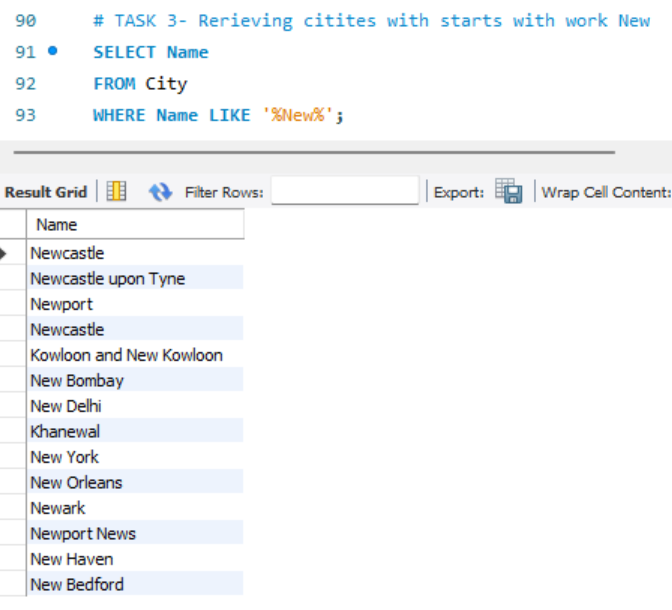 90 # TASK 3- Rerieving citites with starts with work New
91 SELECT Name
92 FROM City
93 WHERE Name LIKE '%New%';
Result Grid Filter Rows: Export: Wrap Cell Content:
Name
Newcastle
Newcastle upon Tyne
Newport
Newcastle
Kowloon and New Kowloon
New Bombay
New Delhi
Khanewal
New York
New Orleans
Newark
Newport News
New Haven
New Bedford